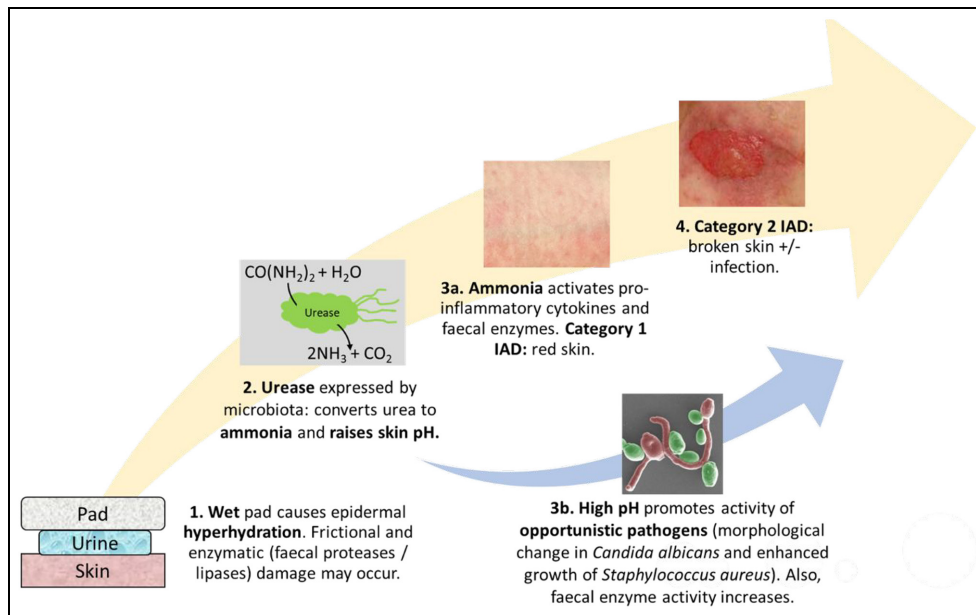 4. Category 2 IAD:
broken skin +/-
infection.
CO(NH₂)₂ + H₂O
Urease
2NH₃ + CO₂
3a. Ammonia activates pro-
inflammatory cytokines and
faecal enzymes. Category 1
IAD: red skin.
2. Urease expressed by
microbiota: converts urea to
ammonia and raises skin pH.
Pad
Urine
Skin
1. Wet pad causes epidermal
hyperhydration. Frictional and
enzymatic (faecal proteases /
lipases) damage may occur.
3b. High pH promotes activity of
opportunistic pathogens (morphological
change in Candida albicans and enhanced
growth of Staphylococcus aureus). Also,
faecal enzyme activity increases.